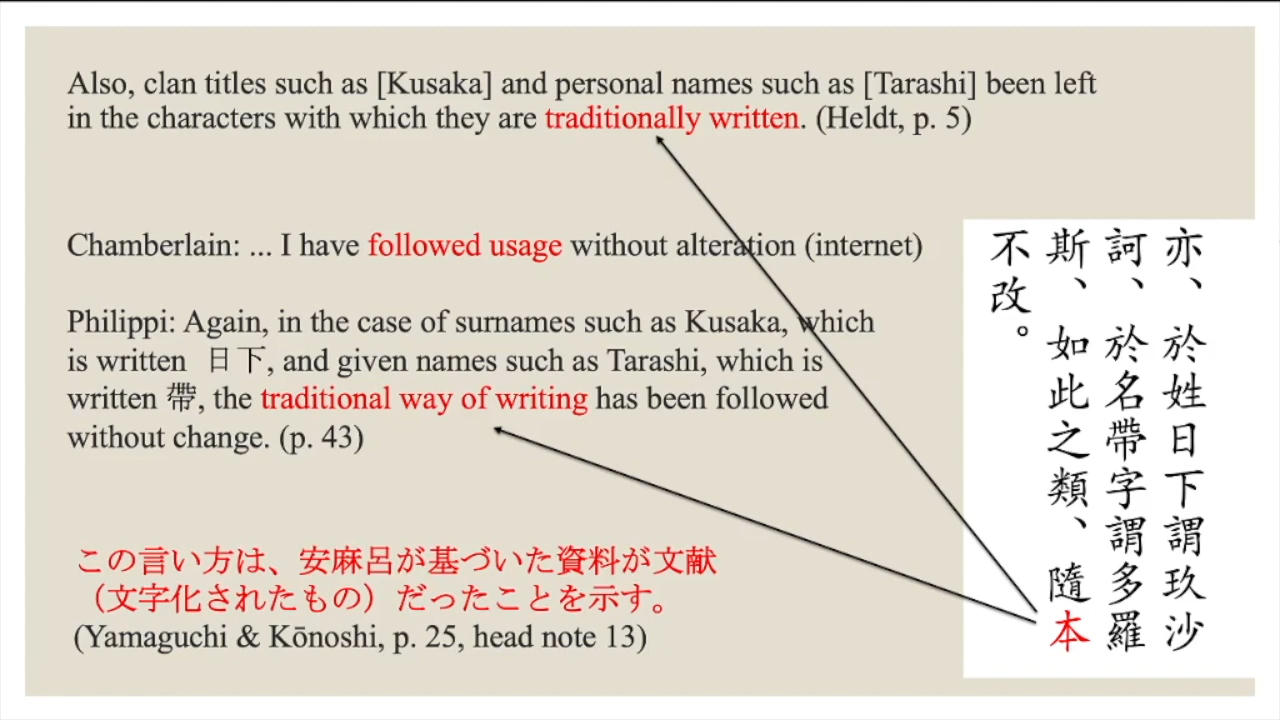 Also, clan titles such as [Kusaka] and personal names such as [Tarashi] been left
in the characters with which they are traditionally written. (Heldt, p. 5)
Chamberlain: ... I have followed usage without alteration (internet)
Philippi: Again, in the case of surnames such as Kusaka, which
is written 日下, and given names such as Tarashi, which is
written 帶, the traditional way of writing has been followed
without change. (p. 43)
この言い方は、安麻呂が基づいた資料が文献
（文字化されたもの）だったことを示す。
(Yamaguchi & Kōnoshi, p. 25, head note 13)
亦、於姓日下謂玖沙
訶、於名帶字謂多羅
斯、如此之類、隨本
不改。